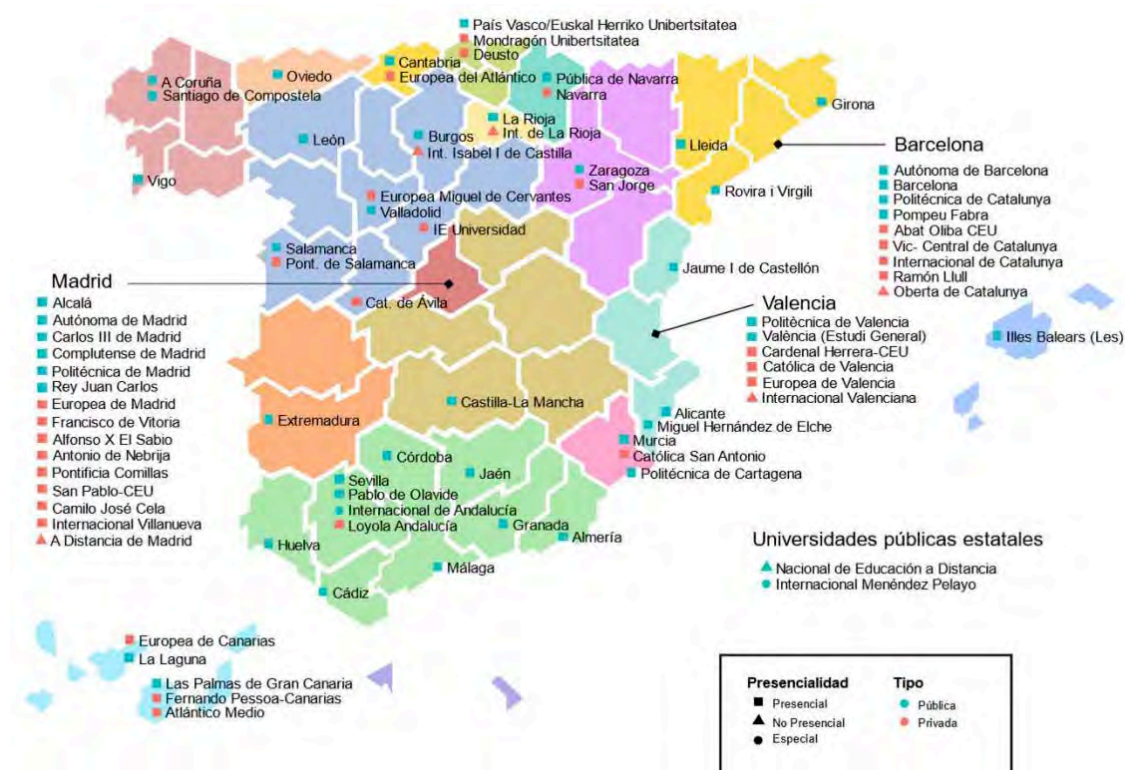 País Vasco/Euskal Herriko Unibertsitatea
Mondragón Unibertsitatea
Deusto
Cantabria
Europea del Atlántico
Oviedo
A Coruña
Santiago de Compostela
Vigo
León
Burgos
Int. Isabel I de Castilla
La Rioja
Int. de La Rioja
Pública de Navarra
Navarra
Zaragoza
San Jorge
Lleida
Girona
Rovira i Virgili
Europea Miguel de Cervantes
Valladolid
IE Universidad
Salamanca
Pont. de Salamanca
Cat. de Ávila
Barcelona
Autónoma de Barcelona
Barcelona
Politécnica de Catalunya
Pompeu Fabra
Abat Oliba CEU
Vic- Central de Catalunya
Internacional de Catalunya
Ramón Llull
Oberta de Catalunya
Madrid
Alcalá
Autónoma de Madrid
Carlos III de Madrid
Complutense de Madrid
Politécnica de Madrid
Rey Juan Carlos
Europea de Madrid
Francisco de Vitoria
Alfonso X El Sabio
Antonio de Nebrija
Pontificia Comillas
San Pablo-CEU
Camilo José Cela
Internacional Villanueva
A Distancia de Madrid
Jaume I de Castellón
Valencia
Politècnica de Valencia
València (Estudi General)
Cardenal Herrera-CEU
Católica de Valencia
Europea de Valencia
Internacional Valenciana
Illes Balears (Les)
Extremadura
Castilla-La Mancha
Alicante
Miguel Hernández de Elche
Murcia
Católica San Antonio
Politécnica de Cartagena
Córdoba
Jaén
Sevilla
Pablo de Olavide
Internacional de Andalucía
Loyola Andalucía
Granada
Almería
Huelva
Málaga
Cádiz
Universidades públicas estatales
Nacional de Educación a Distancia
Internacional Menéndez Pelayo
Europea de Canarias
La Laguna
Las Palmas de Gran Canaria
Fernando Pessoa-Canarias
Atlántico Medio
Presencialidad
Presencial
No Presencial
Especial
Tipo
Pública
Privada